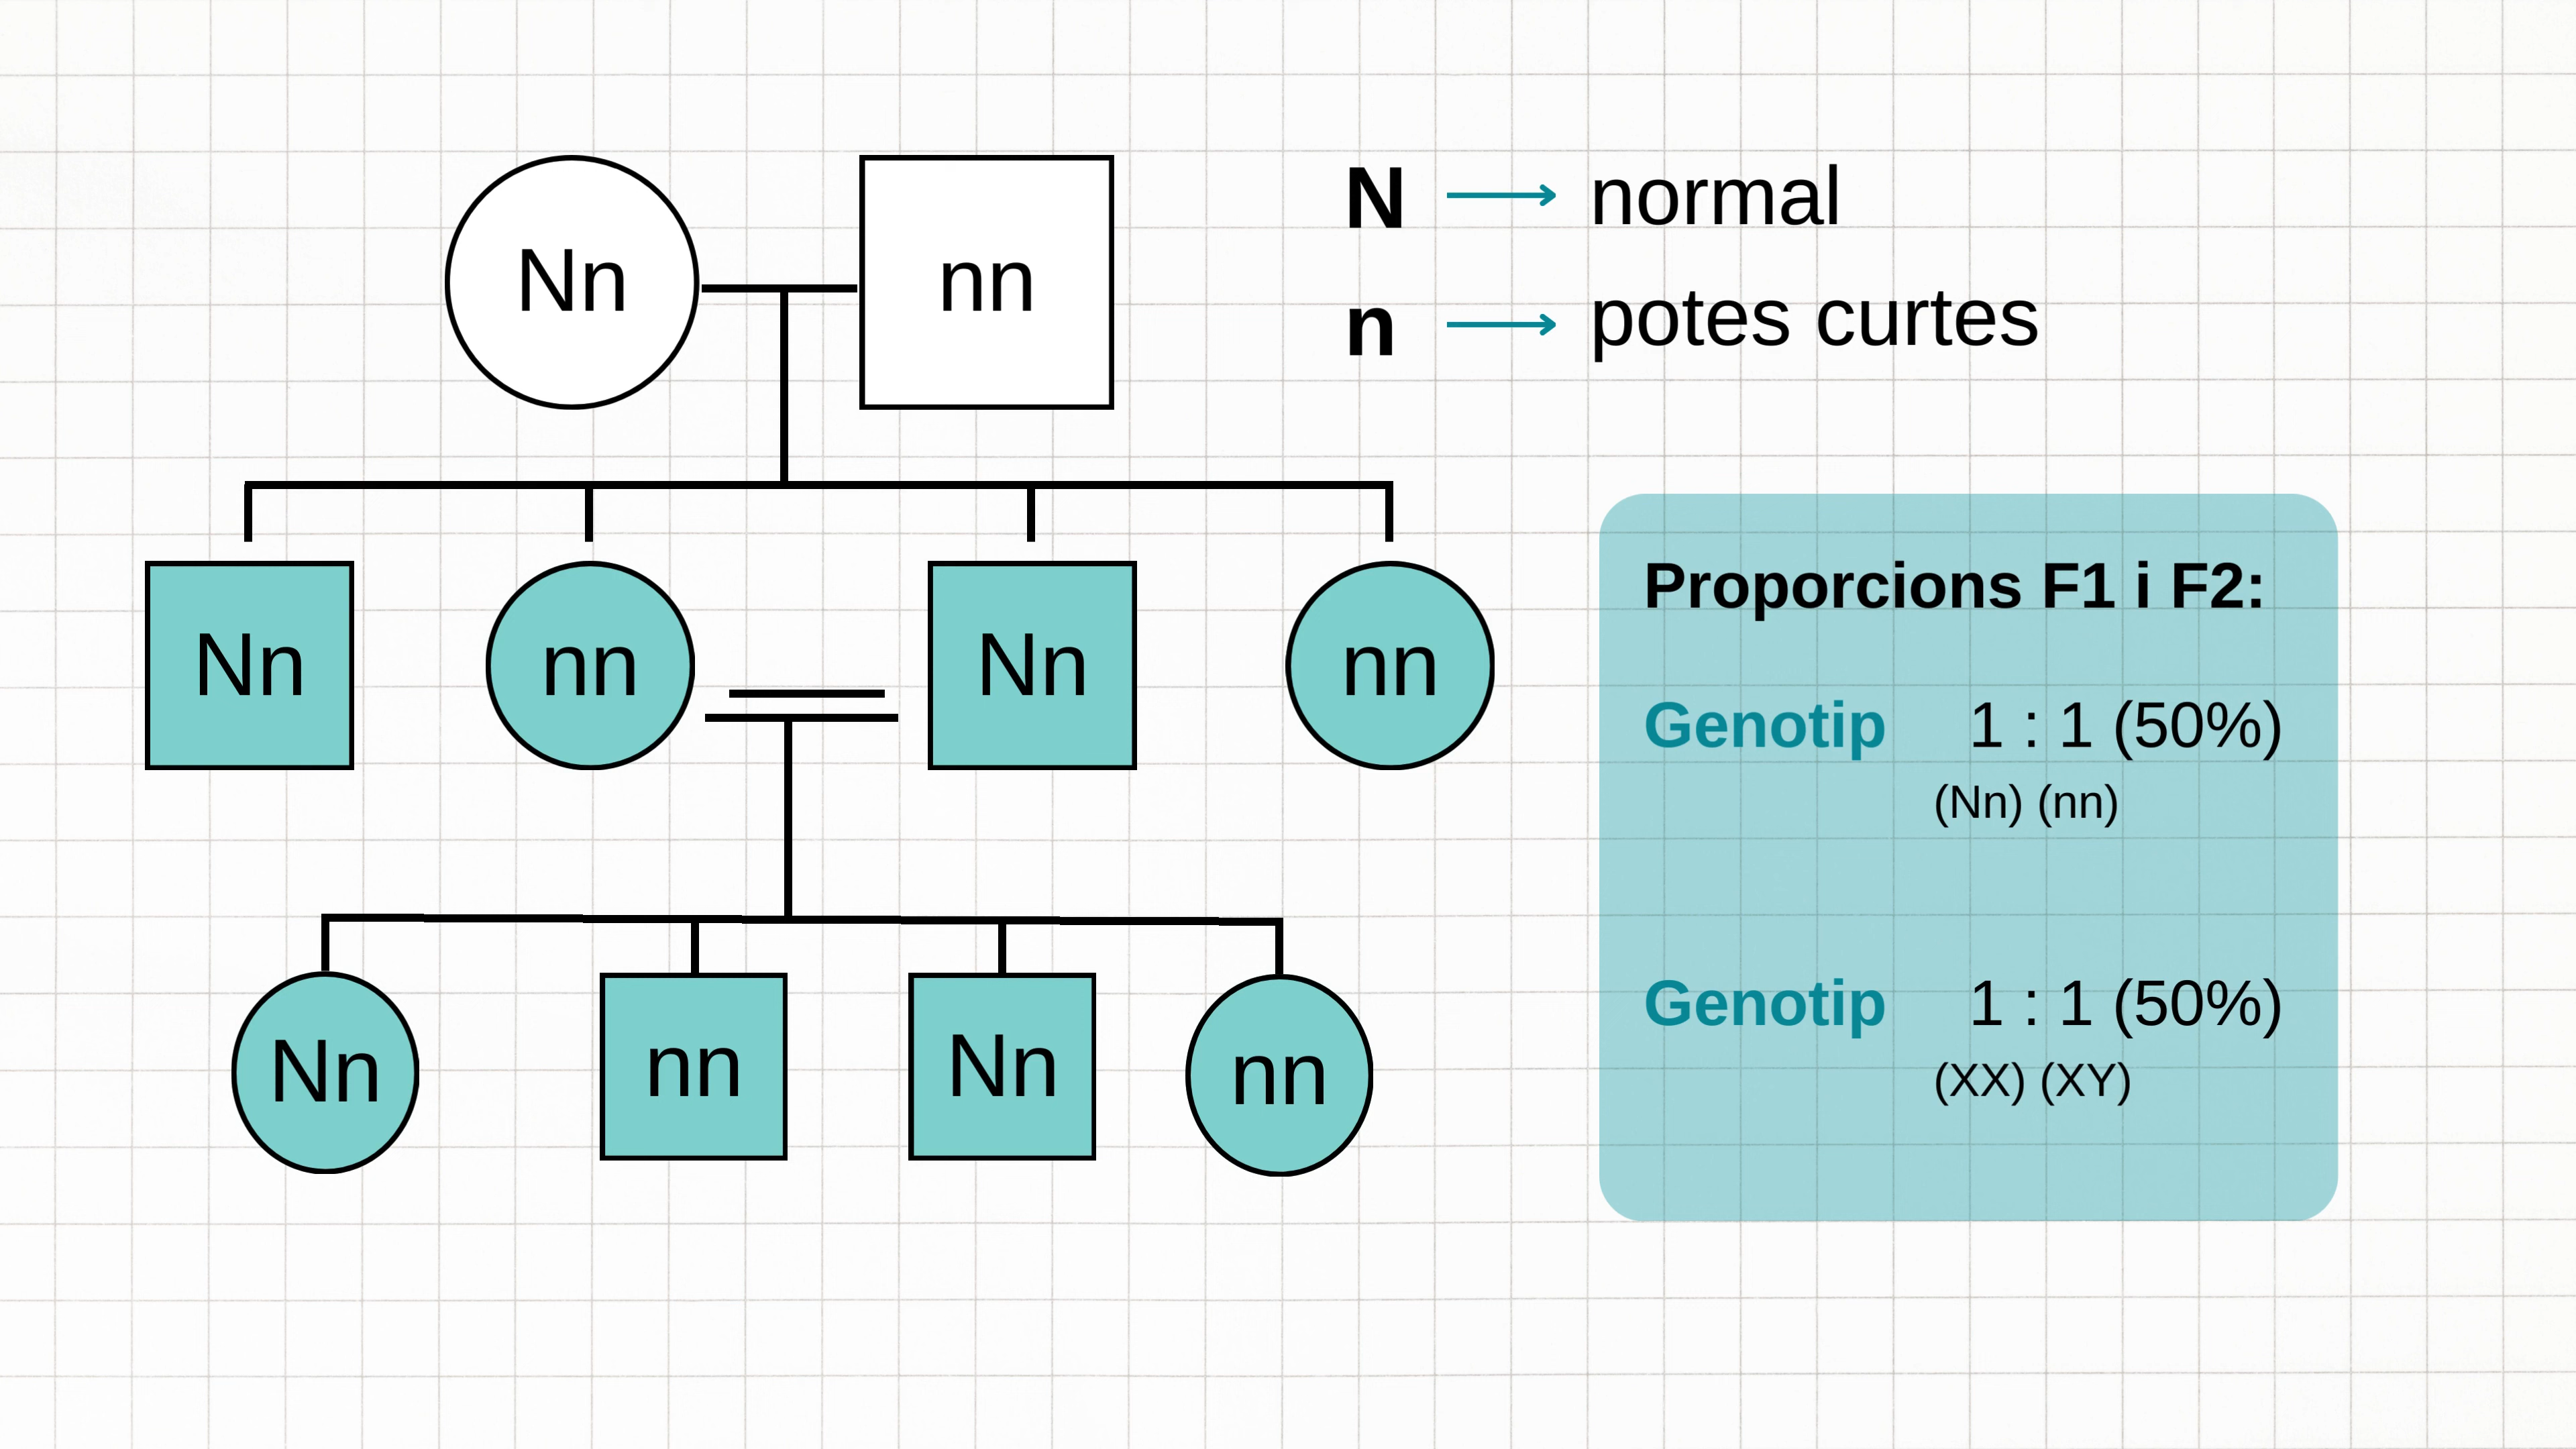 Nn
nn
N → normal
n → potes curtes
Nn
nn
Nn
nn
Nn
nn
Nn
nn
Proporcions F1 i F2:
Genotip 1 : 1 (50%)
(Nn) (nn)
Genotip 1 : 1 (50%)
(XX) (XY)